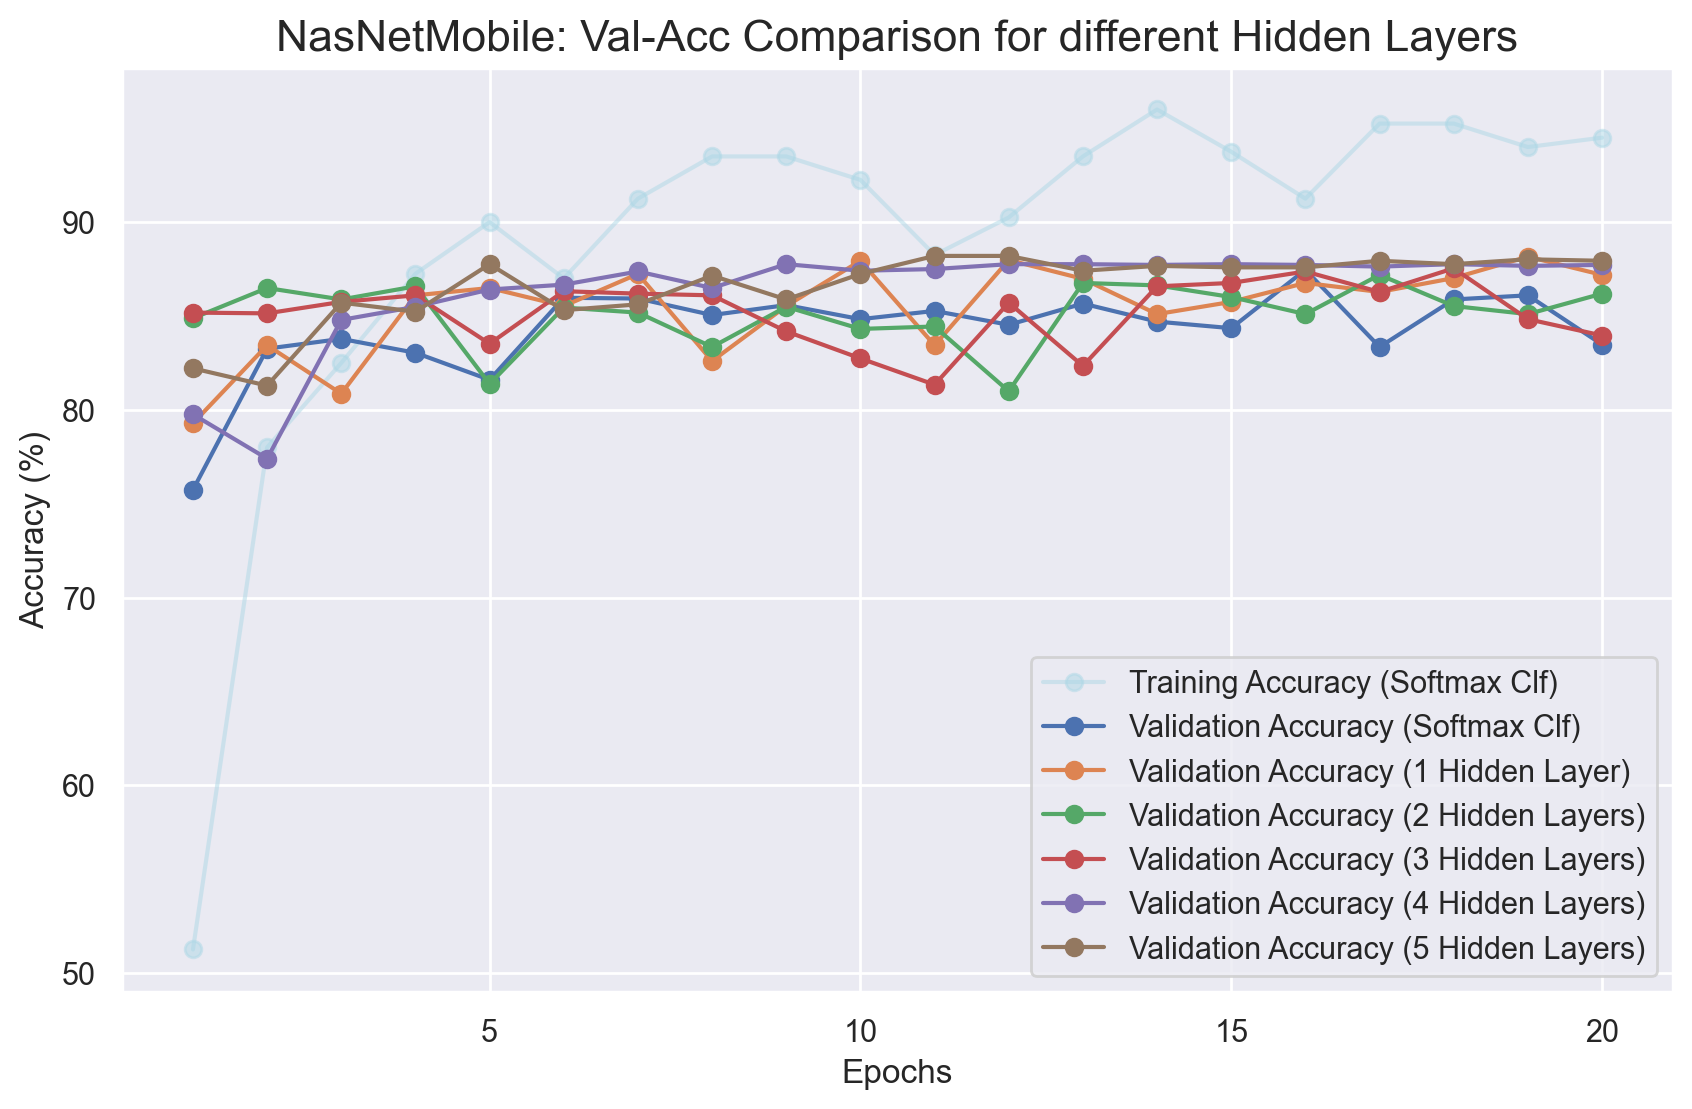 NasNetMobile: Val-Acc Comparison for different Hidden Layers
Accuracy (%)
90
80
70
60
50
Training Accuracy (Softmax Clf)
Validation Accuracy (Softmax Clf)
Validation Accuracy (1 Hidden Layer)
Validation Accuracy (2 Hidden Layers)
Validation Accuracy (3 Hidden Layers)
Validation Accuracy (4 Hidden Layers)
Validation Accuracy (5 Hidden Layers)
5 10 15 20
Epochs